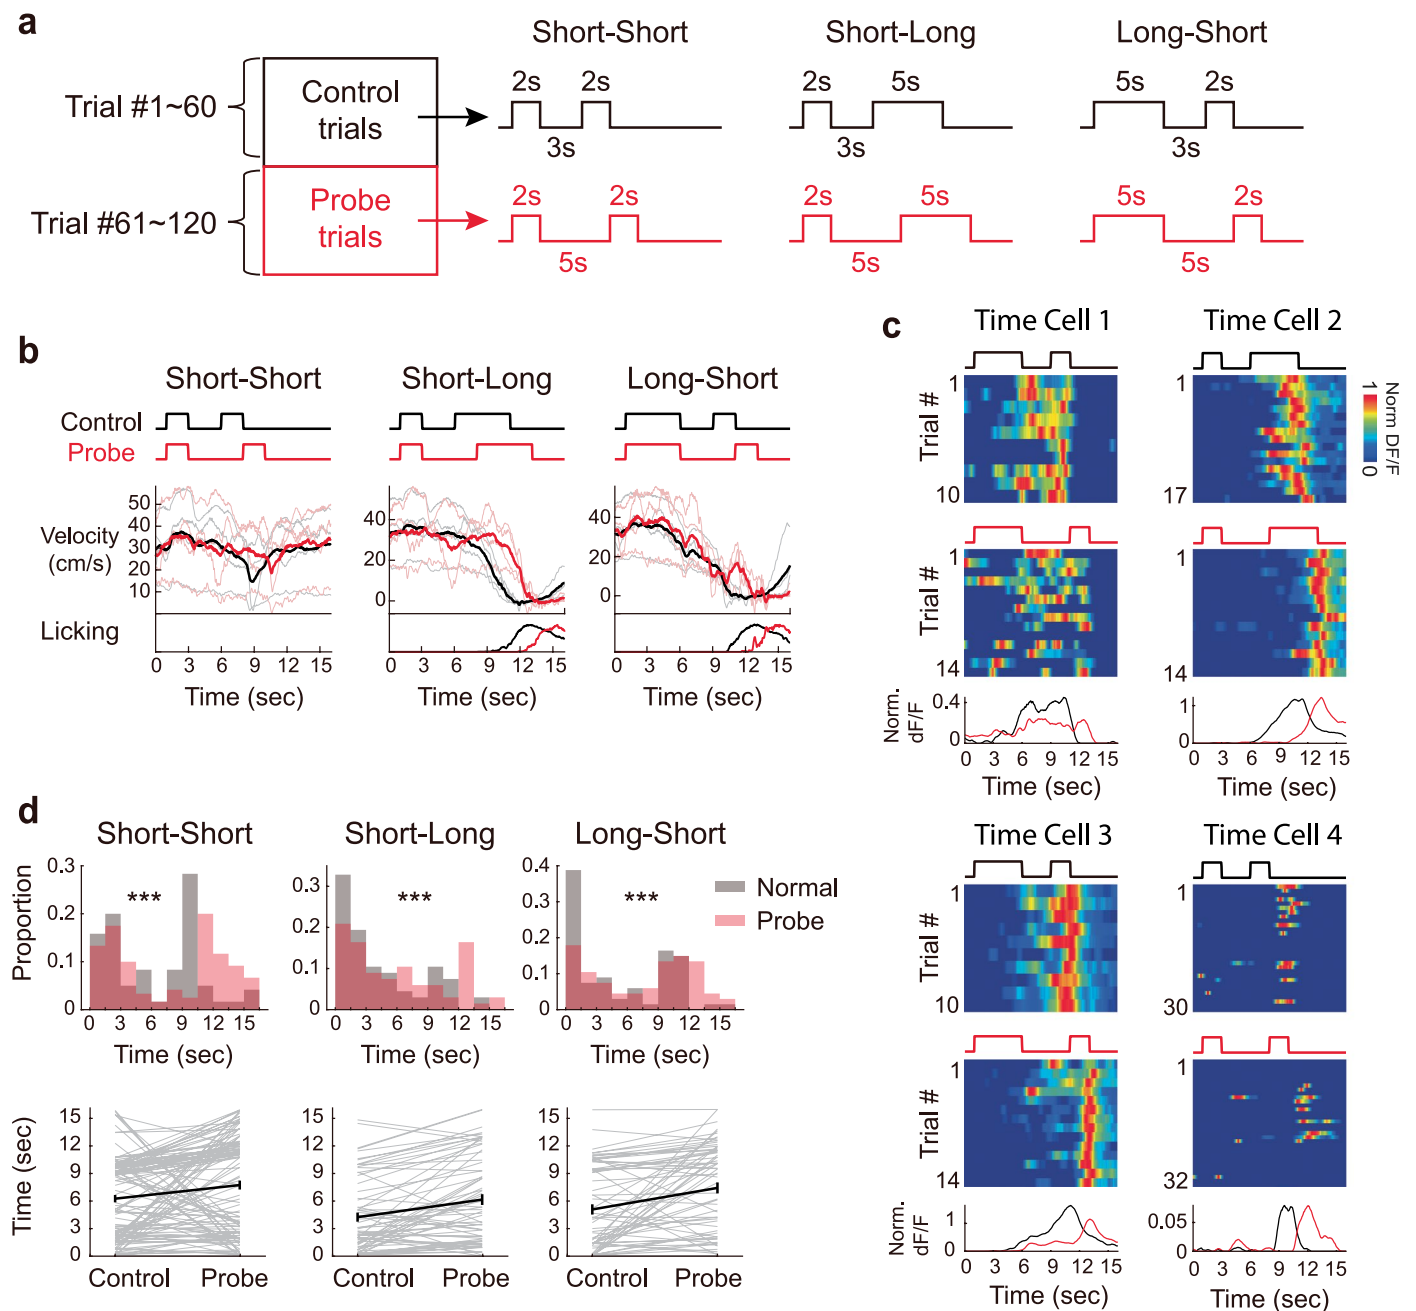 a
Short-Short Short-Long Long-Short
Trial #1~60
Control
trials
2s 2s
3s
2s 5s
3s
5s 2s
3s
Trial #61~120
Probe
trials
2s 2s
5s
2s 5s
5s
5s 2s
5s
b
Short-Short Short-Long Long-Short
Control
Probe
Velocity
(cm/s)
50
40
30
20
10
40
20
0
40
20
0
Licking
0 3 6 9 12 15
0 3 6 9 12 15
0 3 6 9 12 15
Time (sec) Time (sec) Time (sec)
c
Time Cell 1
Trial #
1
10
Trial #
1
14
Norm.
dF/F
0.4
0
0 3 6 9 12 15
Time (sec)
Time Cell 2
1
17
1
14
1
0
0 3 6 9 12 15
Time (sec)
1
0
Norm DF/F
Time Cell 3
Trial #
1
10
Trial #
1
14
Norm.
dF/F
1
0
0 3 6 9 12 15
Time (sec)
Time Cell 4
1
30
1
32
0.05
0
0 3 6 9 12 15
Time (sec)
d
Short-Short Short-Long Long-Short
Proportion
0.3
0.2
0.1
0
***
0 3 6 9 12 15
Time (sec)
0.3
0.1
0
***
0 3 6 9 12 15
Time (sec)
0.4
0.3
0.2
0.1
0
***
0 3 6 9 12 15
Time (sec)
Normal
Probe
Time (sec)
15
12
9
6
3
0
Control Probe
15
12
9
6
3
0
Control Probe
15
12
9
6
3
0
Control Probe